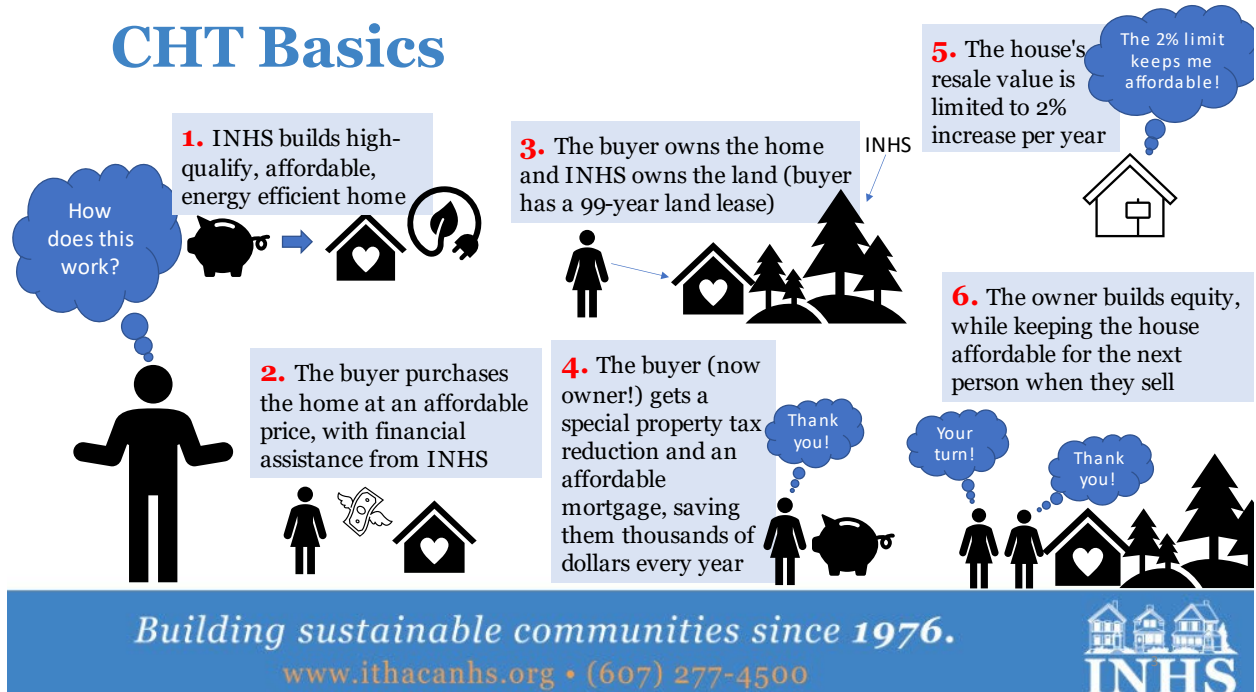 CHT Basics
How
does this
work?
1. INHS builds high-
qualify, affordable,
energy efficient home
2. The buyer purchases
the home at an affordable
price, with financial
assistance from INHS
3. The buyer owns the home
and INHS owns the land (buyer
has a 99-year land lease)
INHS
4. The buyer (now
owner!) gets a
special property tax
reduction and an
affordable
mortgage, saving
them thousands of
dollars every year
Thank
you!
5. The house's
resale value is
limited to 2%
increase per year
The 2% limit
keeps me
affordable!
6. The owner builds equity,
while keeping the house
affordable for the next
person when they sell
Your
turn!
Thank
you!
Building sustainable communities since 1976.
www.ithacanhs.org • (607) 277-4500
INHS